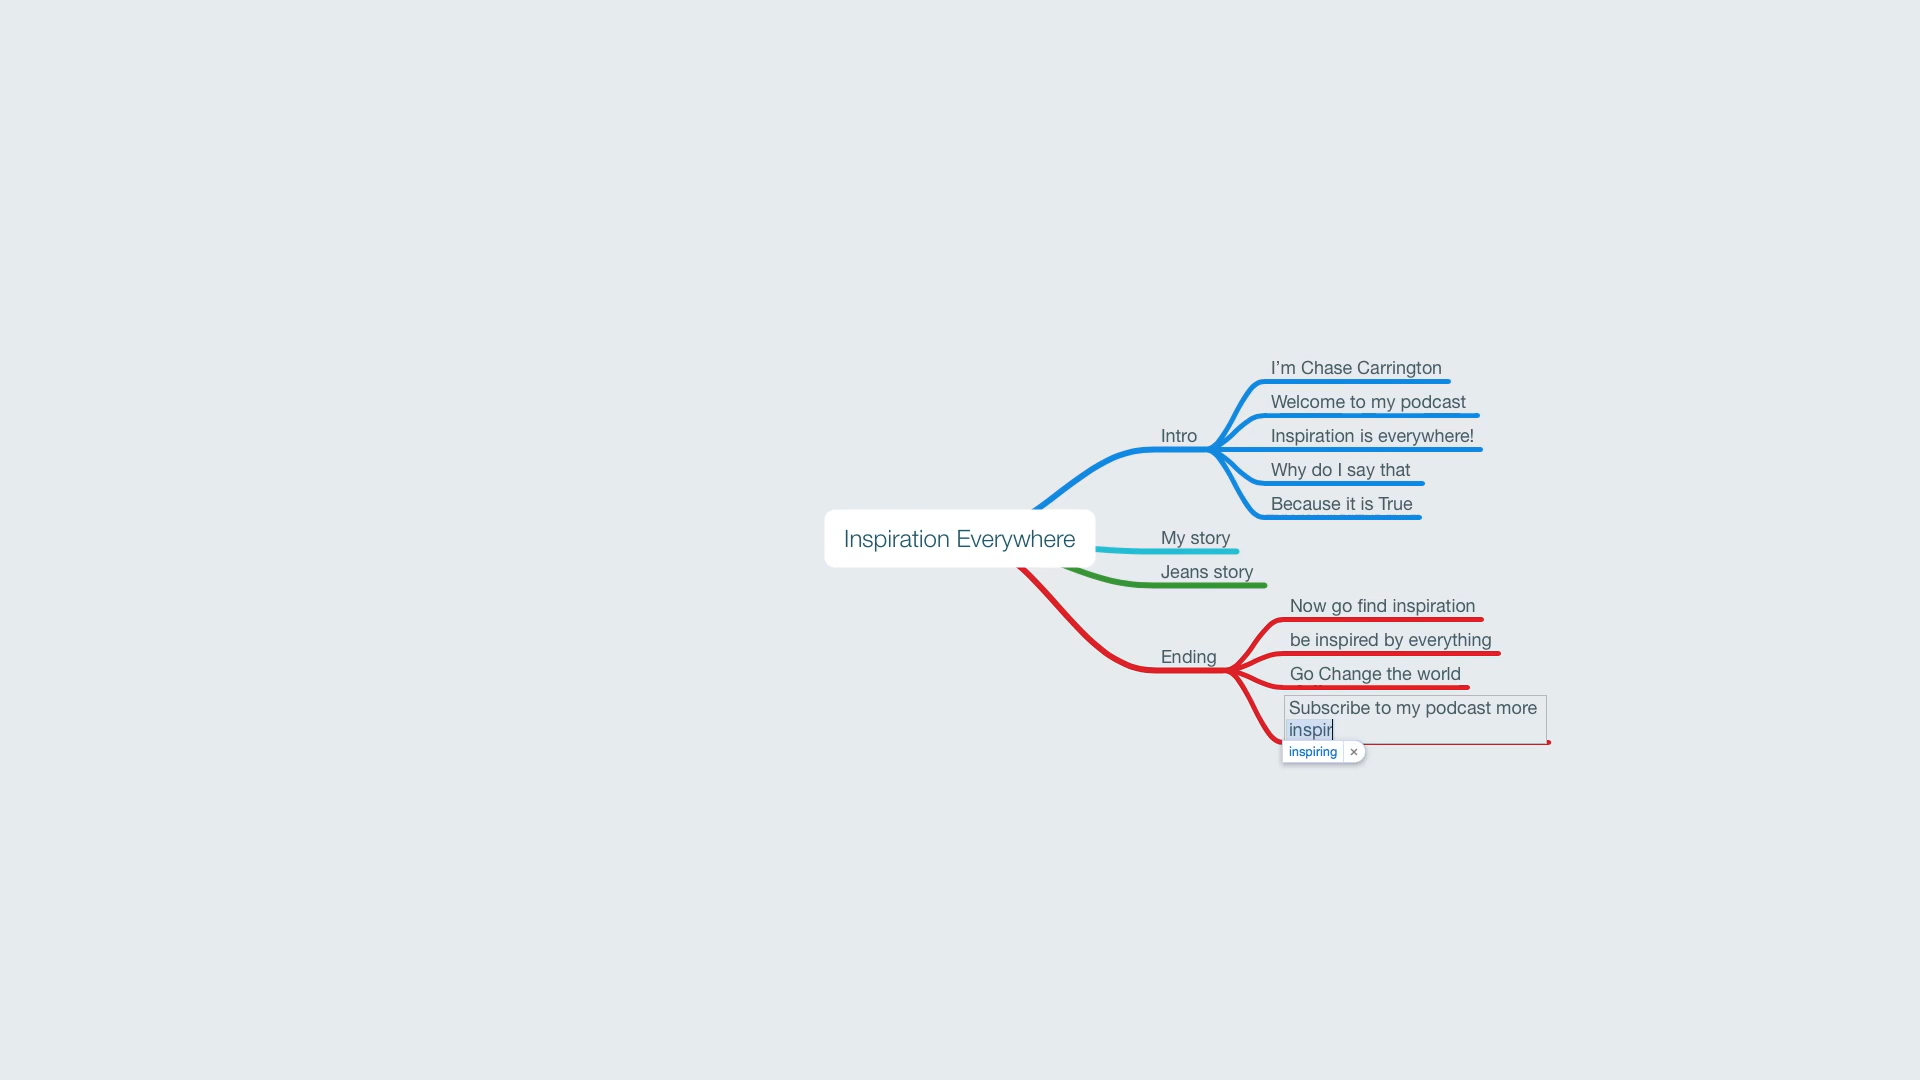 Inspiration Everywhere
Intro
I’m Chase Carrington
Welcome to my podcast
Inspiration is everywhere!
Why do I say that
Because it is True
My story
Jeans story
Ending
Now go find inspiration
be inspired by everything
Go Change the world
Subscribe to my podcast more
inspir
inspiring ×